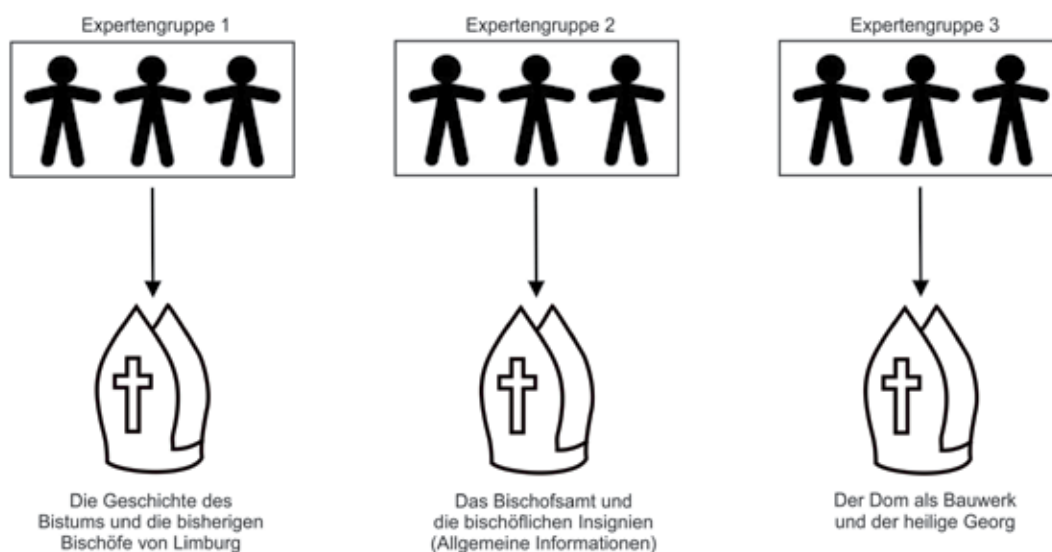 Expertengruppe 1
Expertengruppe 2
Expertengruppe 3
Die Geschichte des
Bistums und die bisherigen
Bischöfe von Limburg
Das Bischofsamt und
die bischöflichen Insignien
(Allgemeine Informationen)
Der Dom als Bauwerk
und der heilige Georg